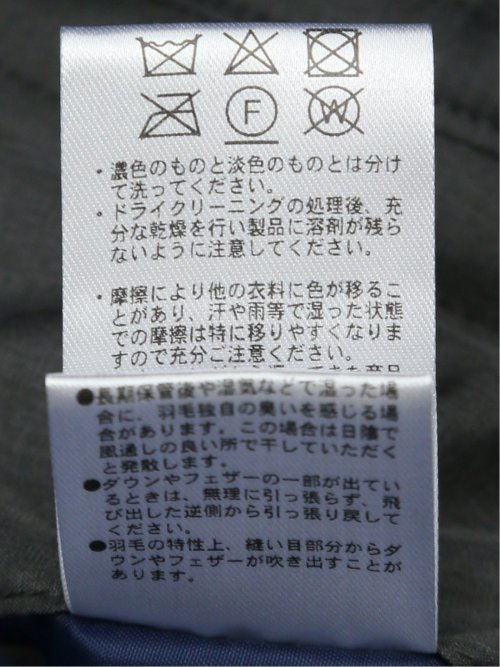 F
W
・濃色のものと淡色のものとは分け
て洗ってください。
。ドライクリーニングの処理後、充
分な乾燥を行い製品に溶剤が残ら
ないように注意してください。
・摩擦により他の衣料に色が移るこ
とがあり、汗や雨等で湿った状態
での摩擦は特に移りやすくなりま
すので充分ご注意ください。
●長期保管後や湿気などで湿った場
合に、羽毛独自の臭いを感じる場
合があります。この場合は日陰で
風通しの良い所で干していただく
と発散します。
●ダウンやフェザーの一部が出てい
るときは、無理に引っ張らず、飛
び出した逆側から引っ張り戻して
ください。
●羽毛の特性上、縫い目部分からダ
ウンやフェザーが吹き出すことが
あります。